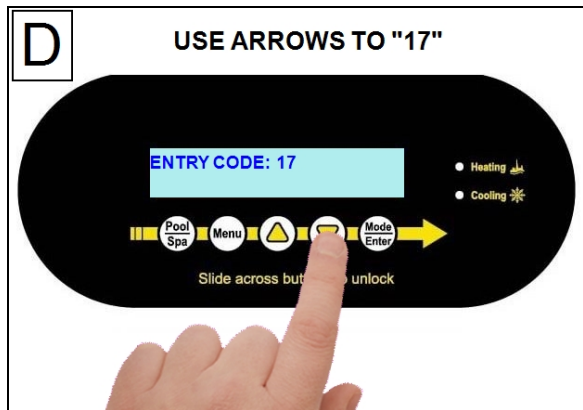 D
USE ARROWS TO "17"
ENTRY CODE: 17
Heating
Cooling
Pool
Spa
Menu
Mode
Enter
Slide across but o unlock